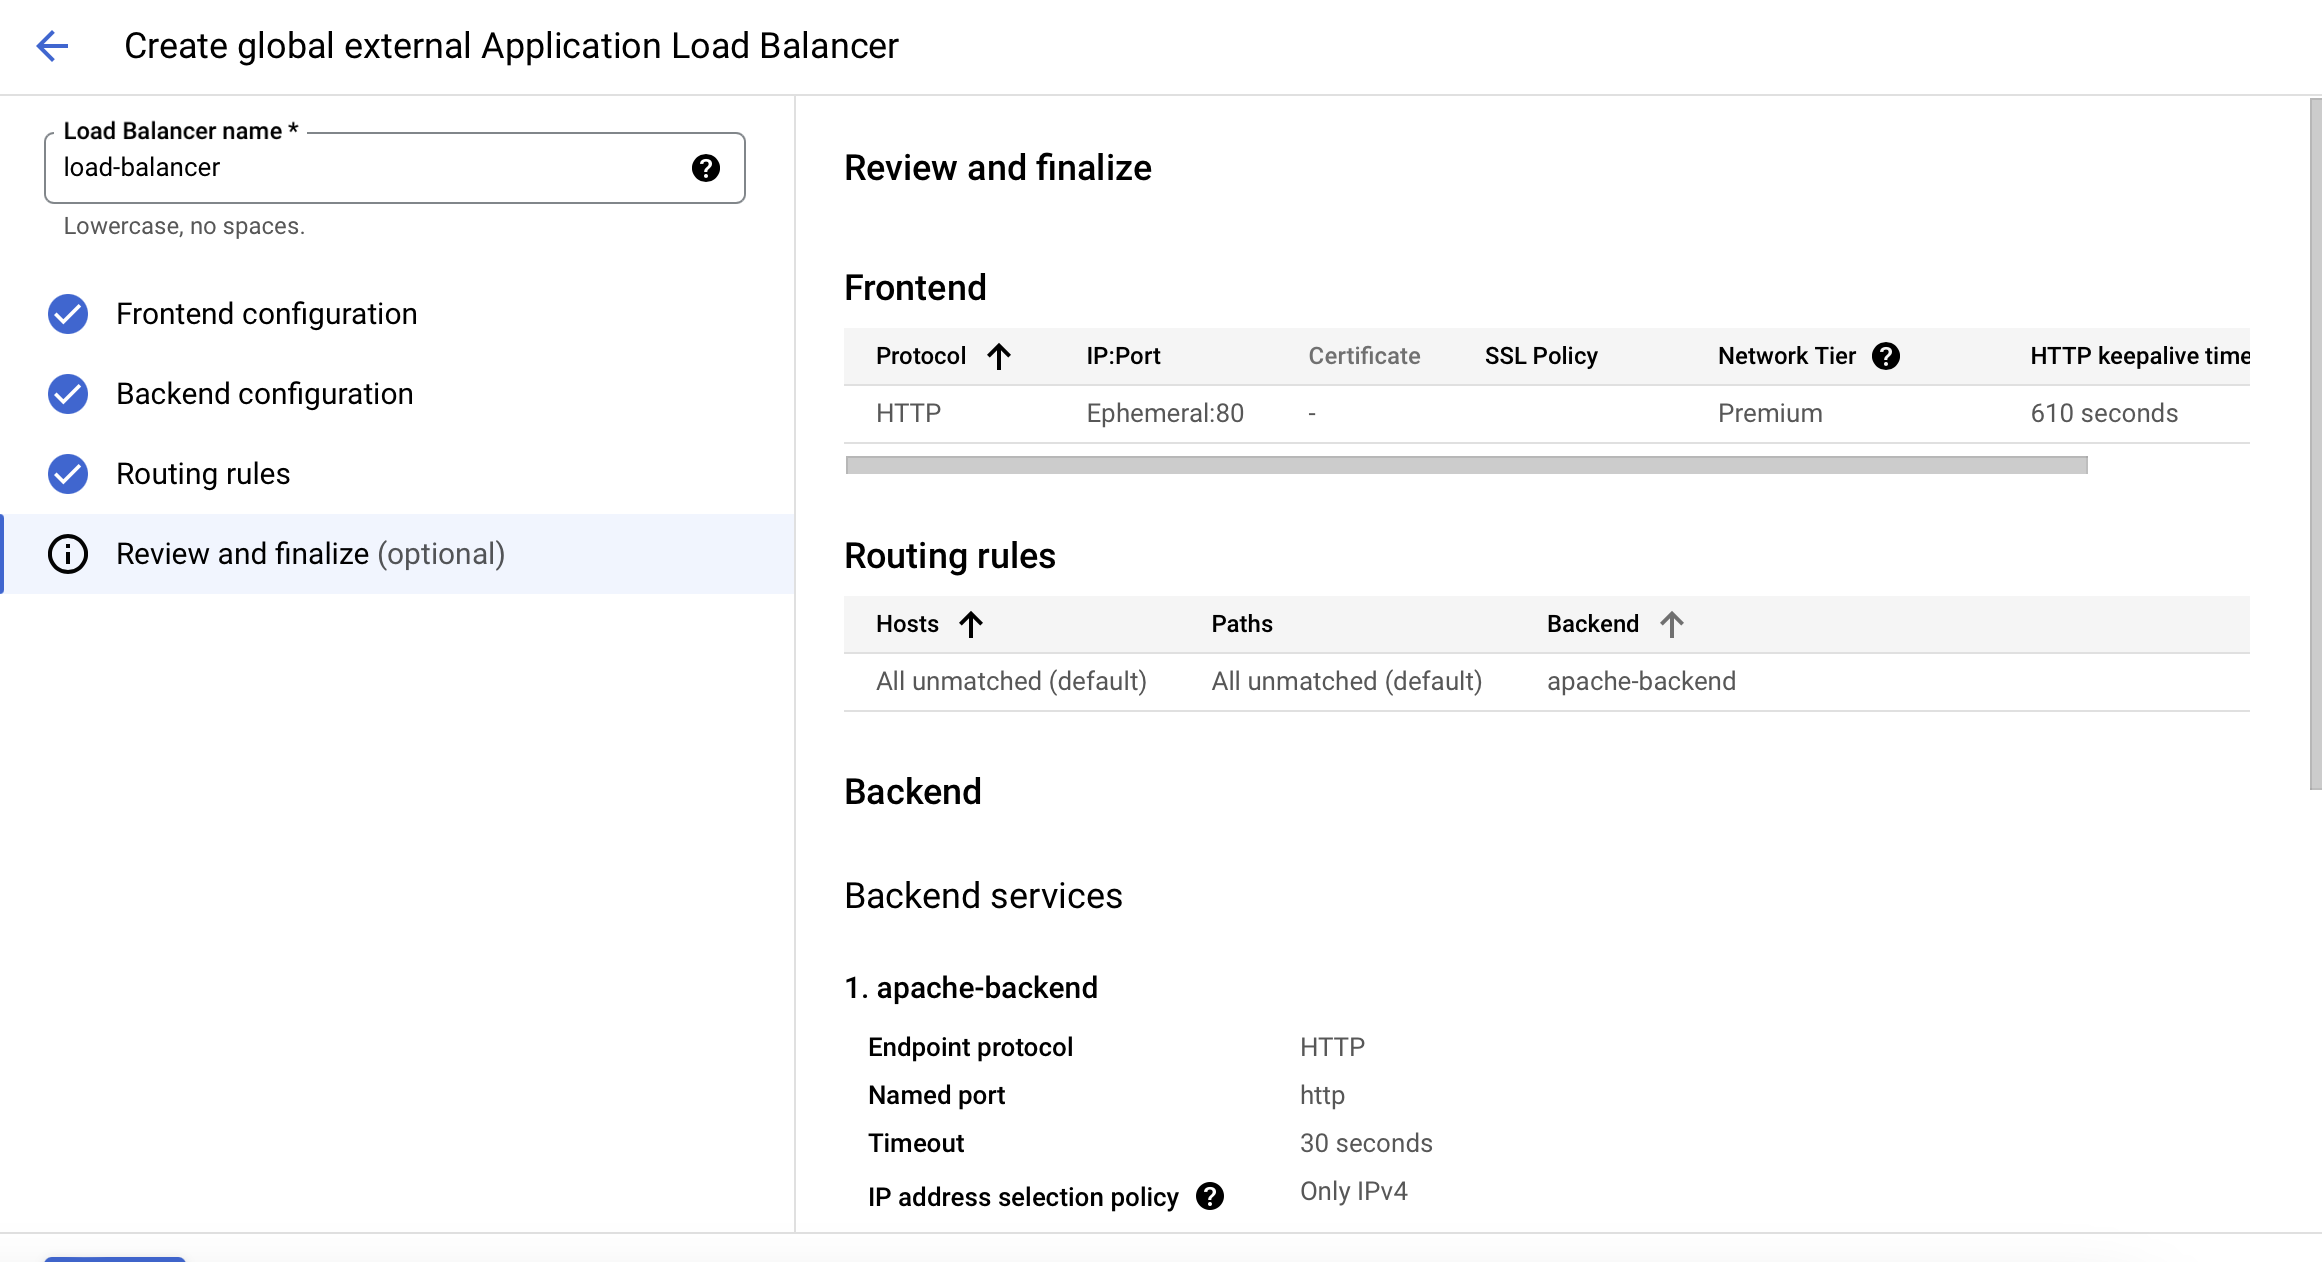 Create global external Application Load Balancer
Load Balancer name *
load-balancer
Lowercase, no spaces.
Frontend configuration
Backend configuration
Routing rules
Review and finalize (optional)
Review and finalize
Frontend
Protocol IP:Port Certificate SSL Policy Network Tier HTTP keepalive time
HTTP Ephemeral:80 - Premium 610 seconds
Routing rules
Hosts Paths Backend
All unmatched (default) All unmatched (default) apache-backend
Backend
Backend services
1. apache-backend
Endpoint protocol HTTP
Named port http
Timeout 30 seconds
IP address selection policy Only IPv4